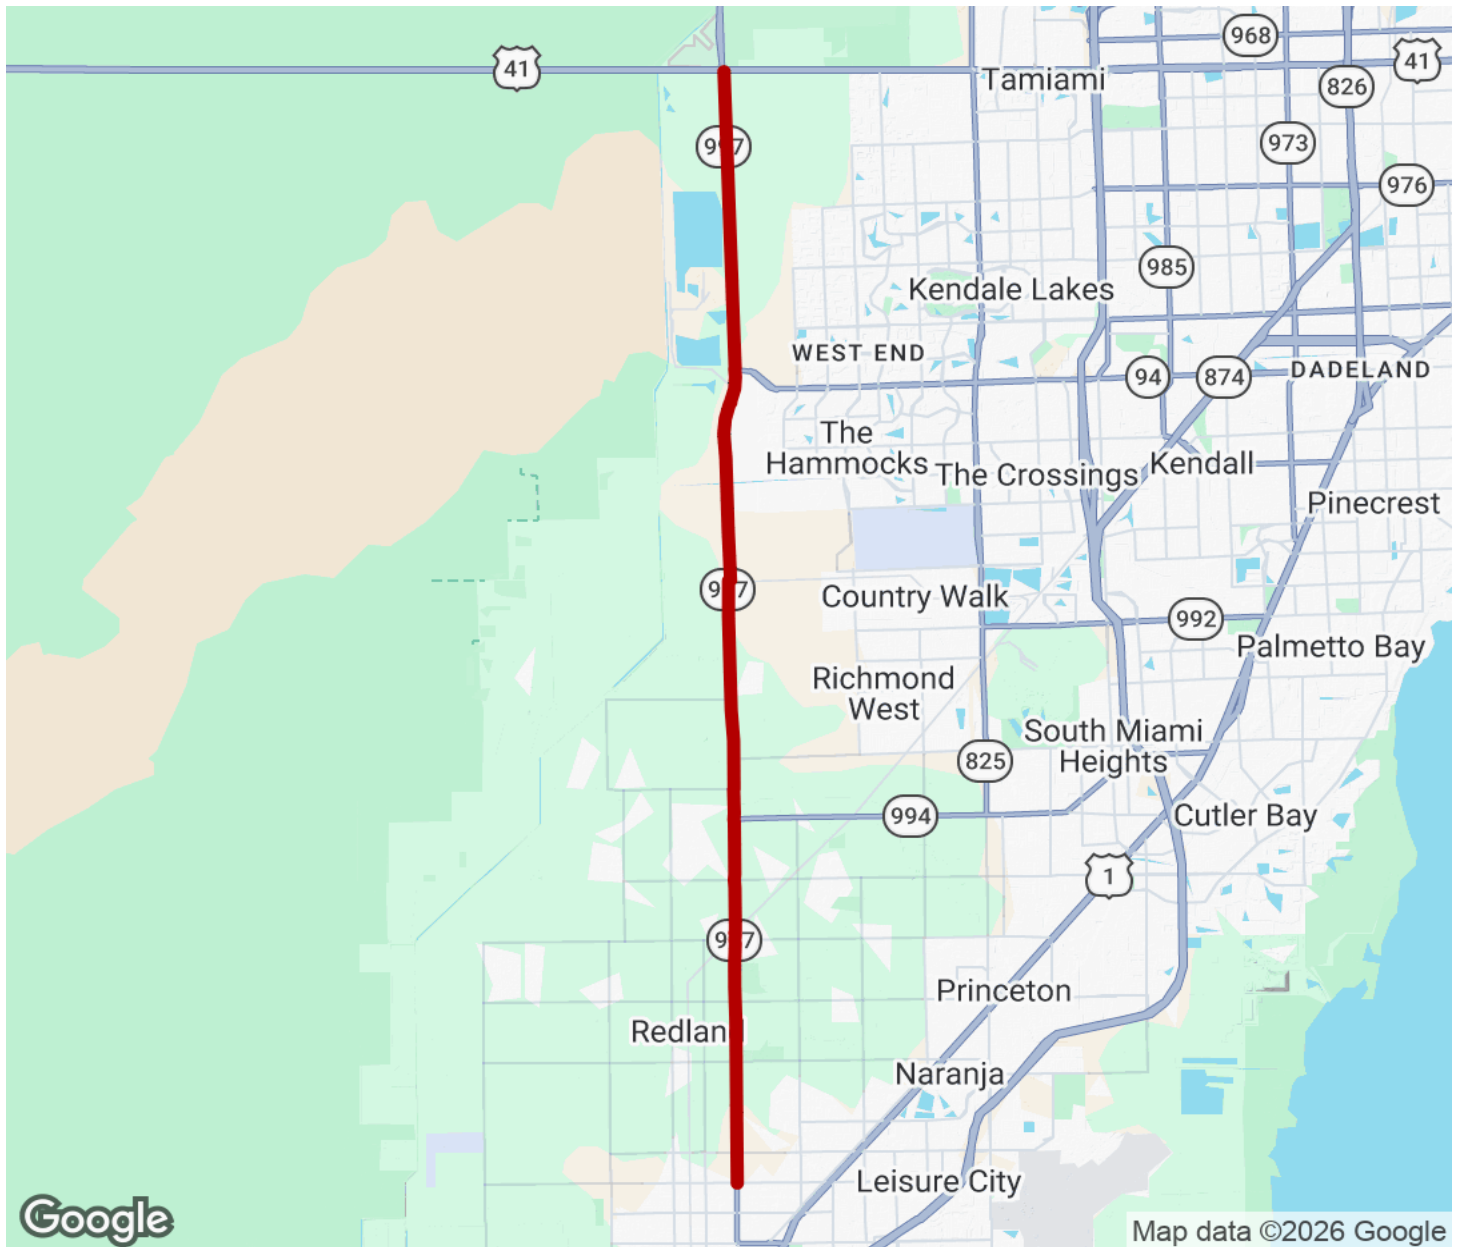 968
41
41
Tamiami
826
973
976
985
Kendale Lakes
WEST END
94
874
DADELAND
The
Hammocks
The Crossings
Kendall
Pinecrest
Country Walk
992
Palmetto Bay
Richmond
West
South Miami
Heights
825
994
Cutler Bay
1
Princeton
Naranja
Leisure City
Google
Map data ©2026 Google